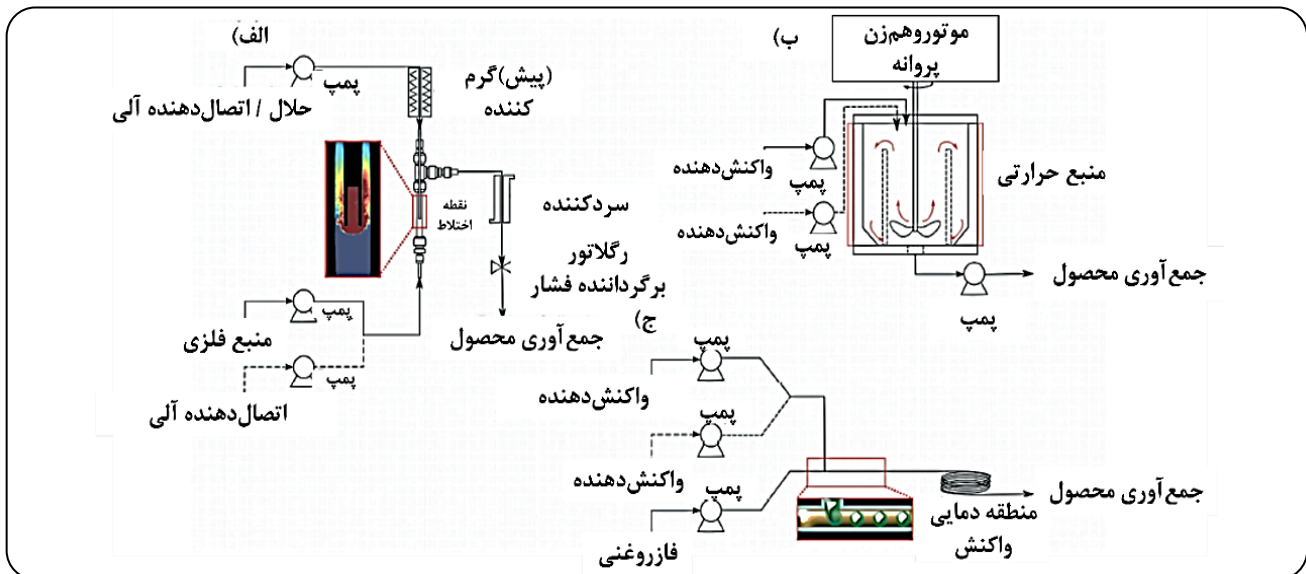 الف)
پمپ
حلال / اتصال‌دهنده آلی
(پیش)گرم
کننده
نقطه
اختلاط
سردکننده
رگلاتور
برگرداننده فشار
پمپ
منبع فلزی
پمپ
اتصال‌دهنده آلی
جمع‌آوری محصول
ب)
موتوروهم‌زن
پروانه
واکنش‌دهنده
پمپ
واکنش‌دهنده
پمپ
منبع حرارتی
جمع‌آوری محصول
پمپ
ج)
پمپ
واکنش‌دهنده
پمپ
واکنش‌دهنده
پمپ
فازروغنی
جمع‌آوری محصول
منطقه دمایی
واکنش